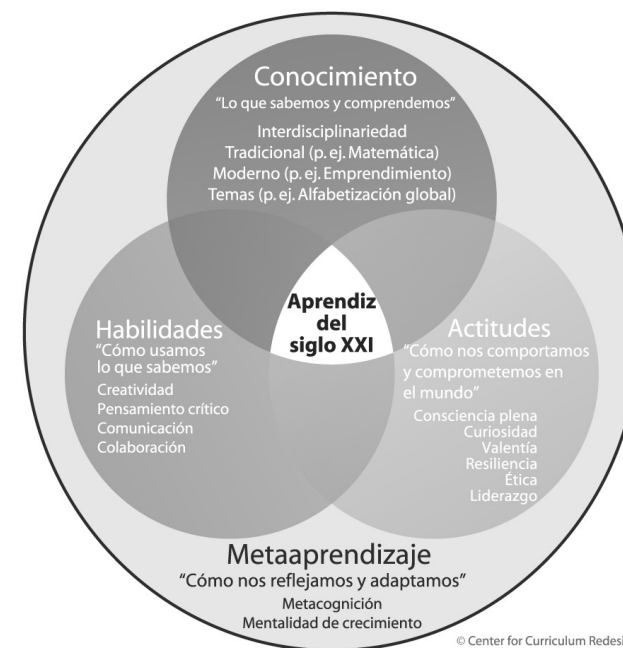 Conocimiento
“Lo que sabemos y comprendemos”
Interdisciplinariedad
Tradicional (p. ej. Matemática)
Moderno (p. ej. Emprendimiento)
Temas (p. ej. Alfabetización global)
Aprendiz
del
siglo XXI
Habilidades
“Cómo usamos
lo que sabemos”
Creatividad
Pensamiento crítico
Comunicación
Colaboración
Actitudes
“Cómo nos comportamos
y comprometemos en
el mundo”
Consciencia plena
Curiosidad
Valentía
Resiliencia
Ética
Liderazgo
Metaaprendizaje
“Cómo nos reflejamos y adaptamos”
Metacognición
Mentalidad de crecimiento
© Center for Curriculum